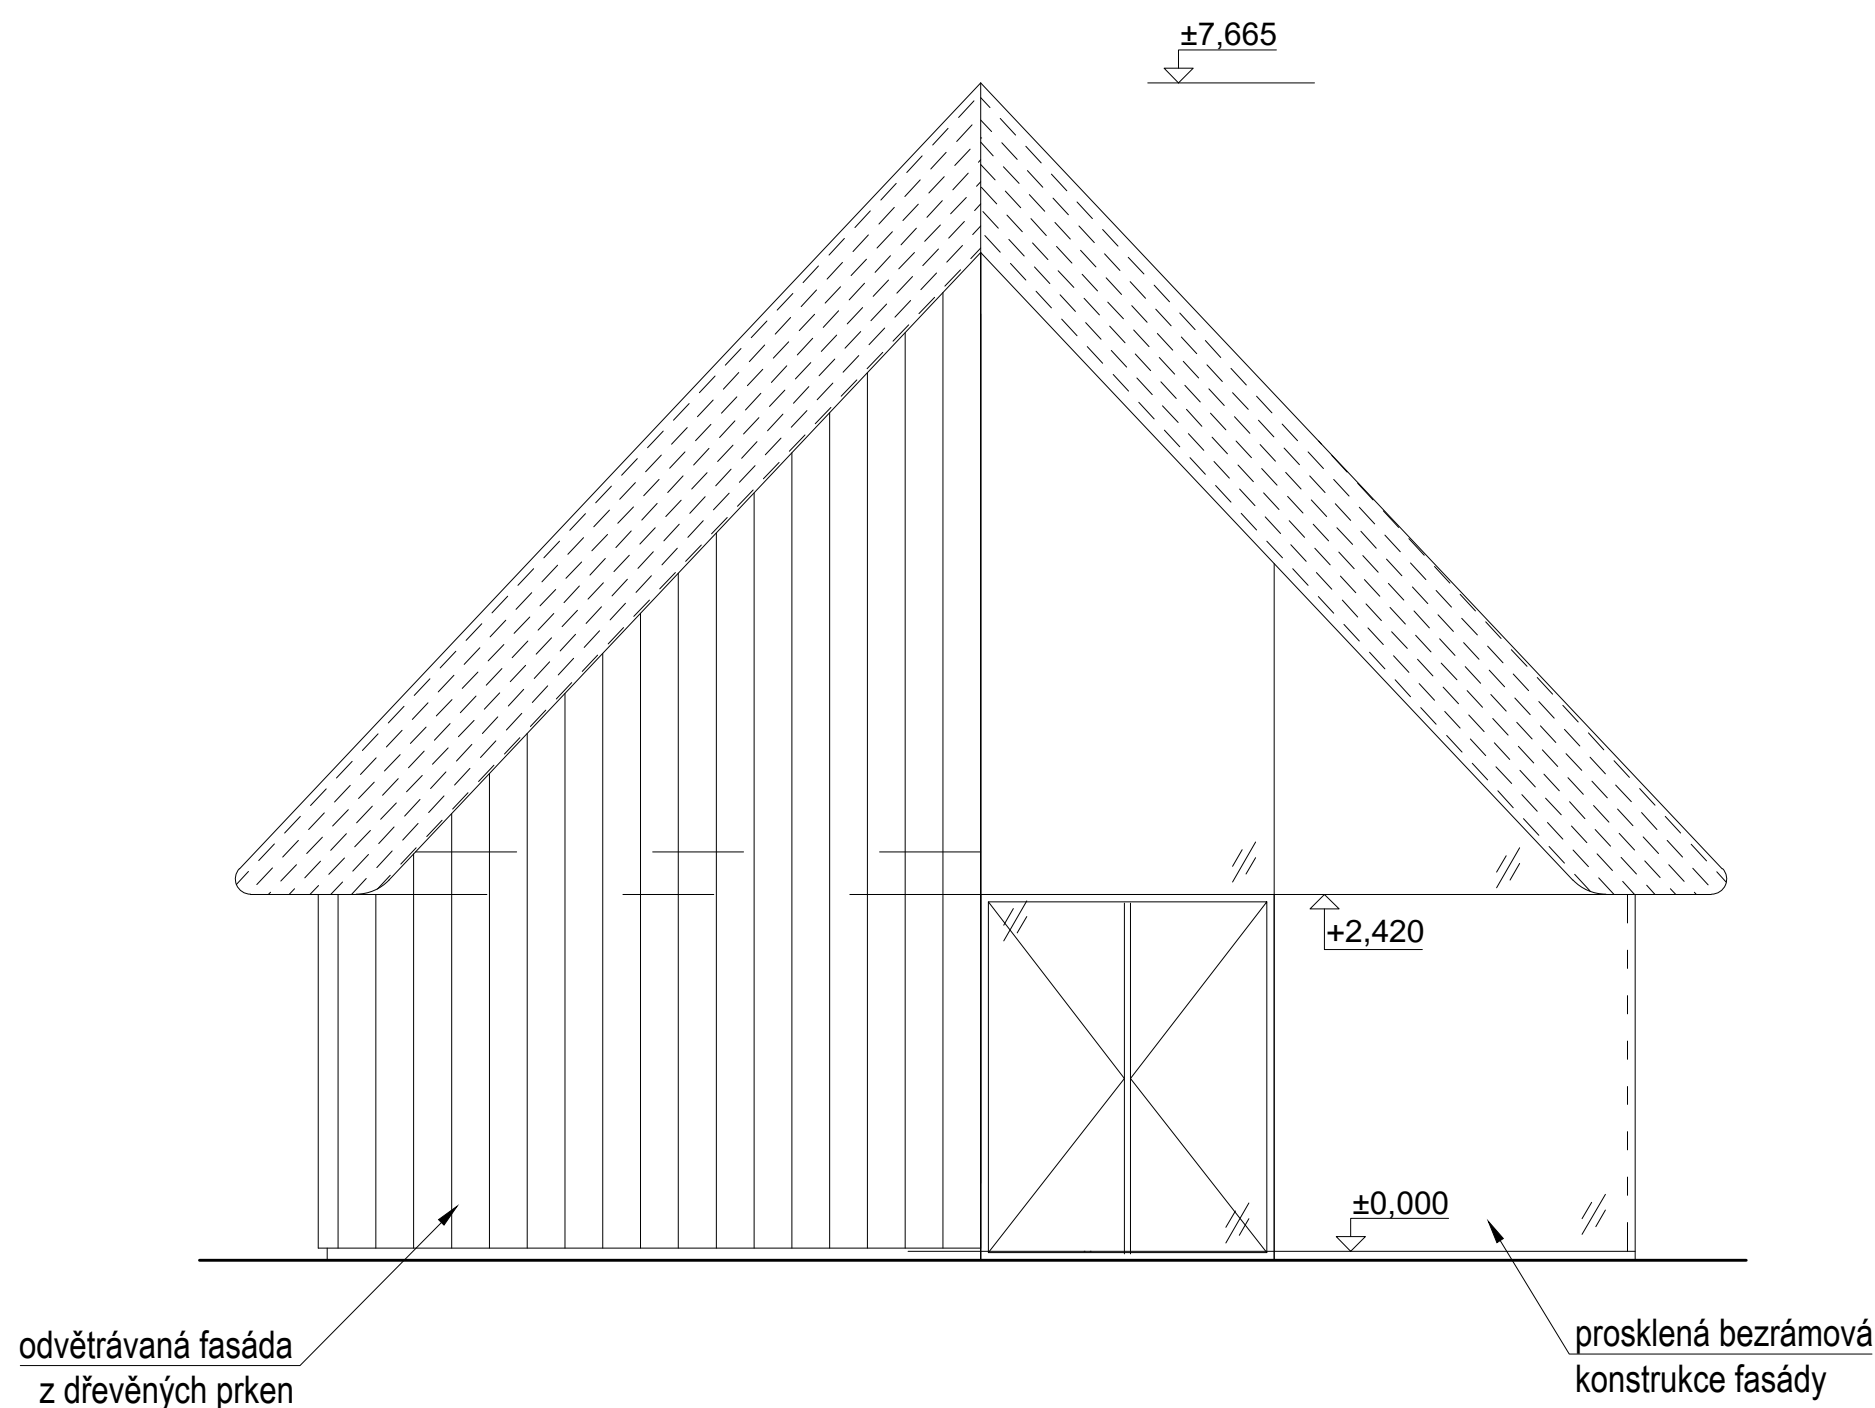 ±7,665
+2,420
±0,000
odvětrávaná fasáda
z dřevěných prken
prosklená bezrámová
konstrukce fasády